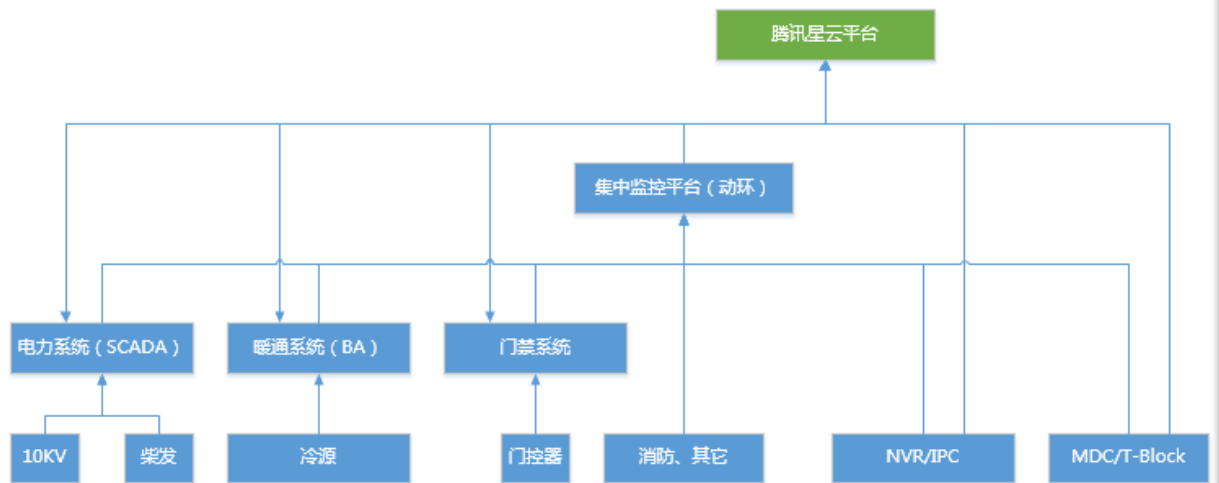 腾讯星云平台
集中监控平台（动环）
电力系统（SCADA）
暖通系统（BA）
门禁系统
10KV
柴发
冷源
门控器
消防、其它
NVR/IPC
MDC/T-Block